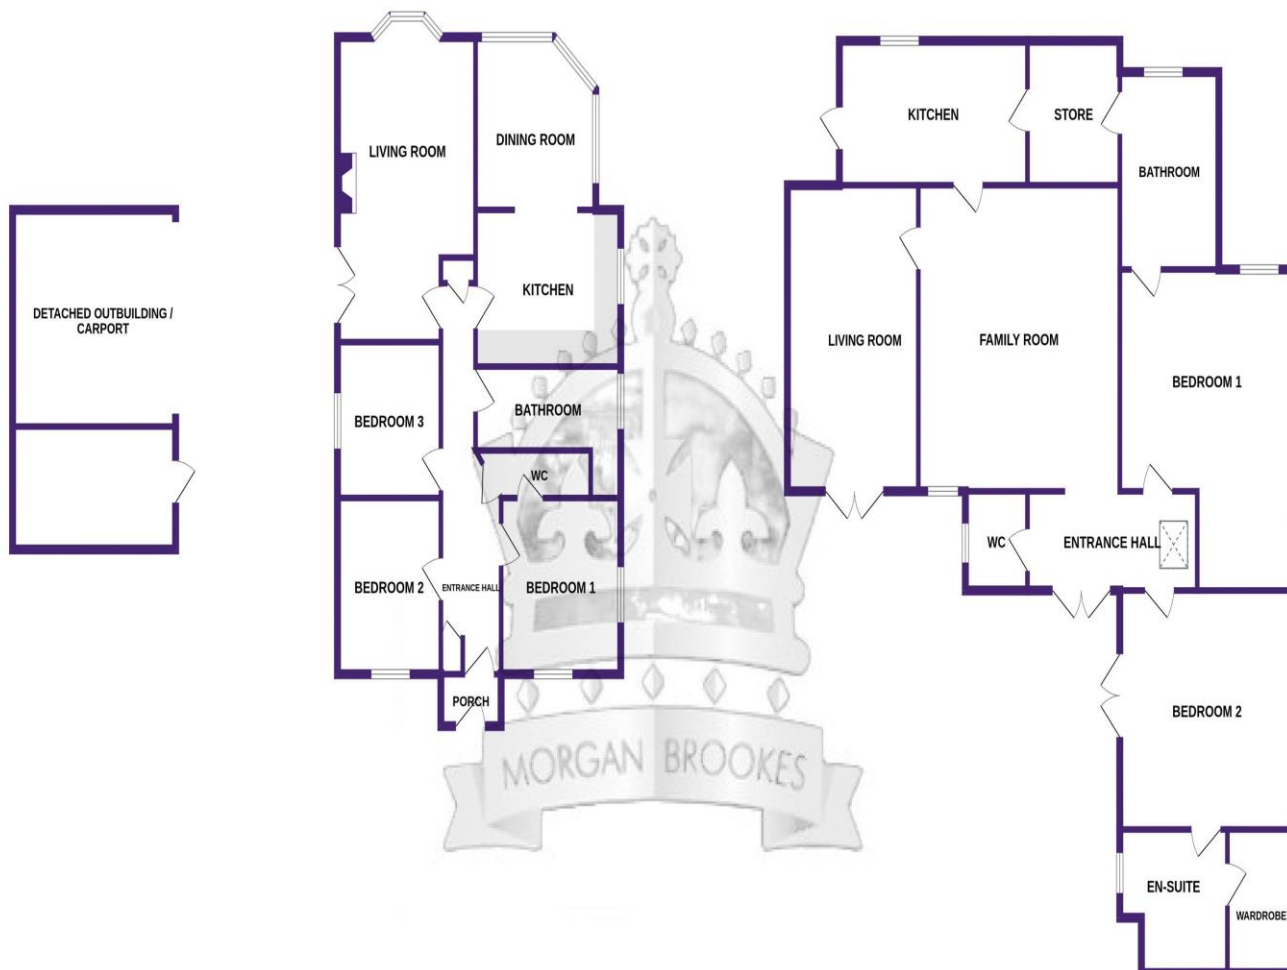 DETACHED OUTBUILDING /
CARPORT
LIVING ROOM
DINING ROOM
KITCHEN
BEDROOM 3
BATHROOM
WC
BEDROOM 2
ENTRANCE HALL
BEDROOM 1
PORCH
KITCHEN
STORE
BATHROOM
LIVING ROOM
FAMILY ROOM
BEDROOM 1
WC
ENTRANCE HALL
BEDROOM 2
EN-SUITE
WARDROBE
MORGAN BROOKES